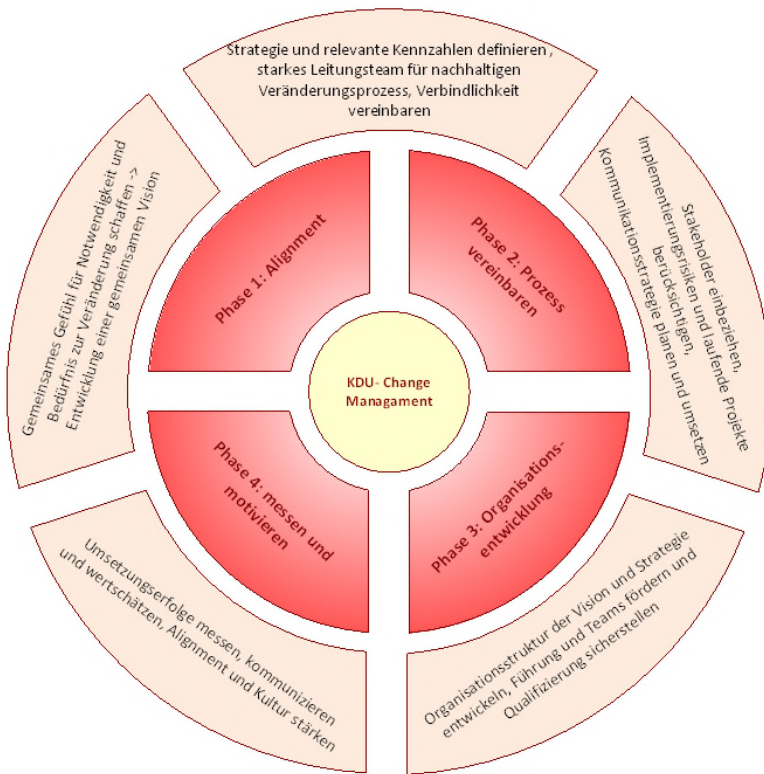 Strategie und relevante Kennzahlen definieren ,
starkes Leitungsteam für nachhaltigen
Veränderungsprozess, Verbindlichkeit
vereinbaren
Gemeinsames Gefühl für Notwendigkeit und
Bedürfnis zur Veränderung schaffen ->
Entwicklung einer gemeinsamen Vision
Stakeholder einbeziehen,
Implementierungsrisiken und laufende Projekte
berücksichtigen,
Kommunikationsstrategie planen und umsetzen
Phase 1: Alignment
Phase 2: Prozess
vereinbaren
KDU- Change
Managament
Phase 4: messen und
motivieren
Phase 3: Organisations-
entwicklung
Umsetzungserfolge messen, kommunizieren
und wertschätzen, Alignment und Kultur stärken
Organisationsstruktur der Vision und Strategie
entwickeln, Führung und Teams fördern und
Qualifizierung sicherstellen